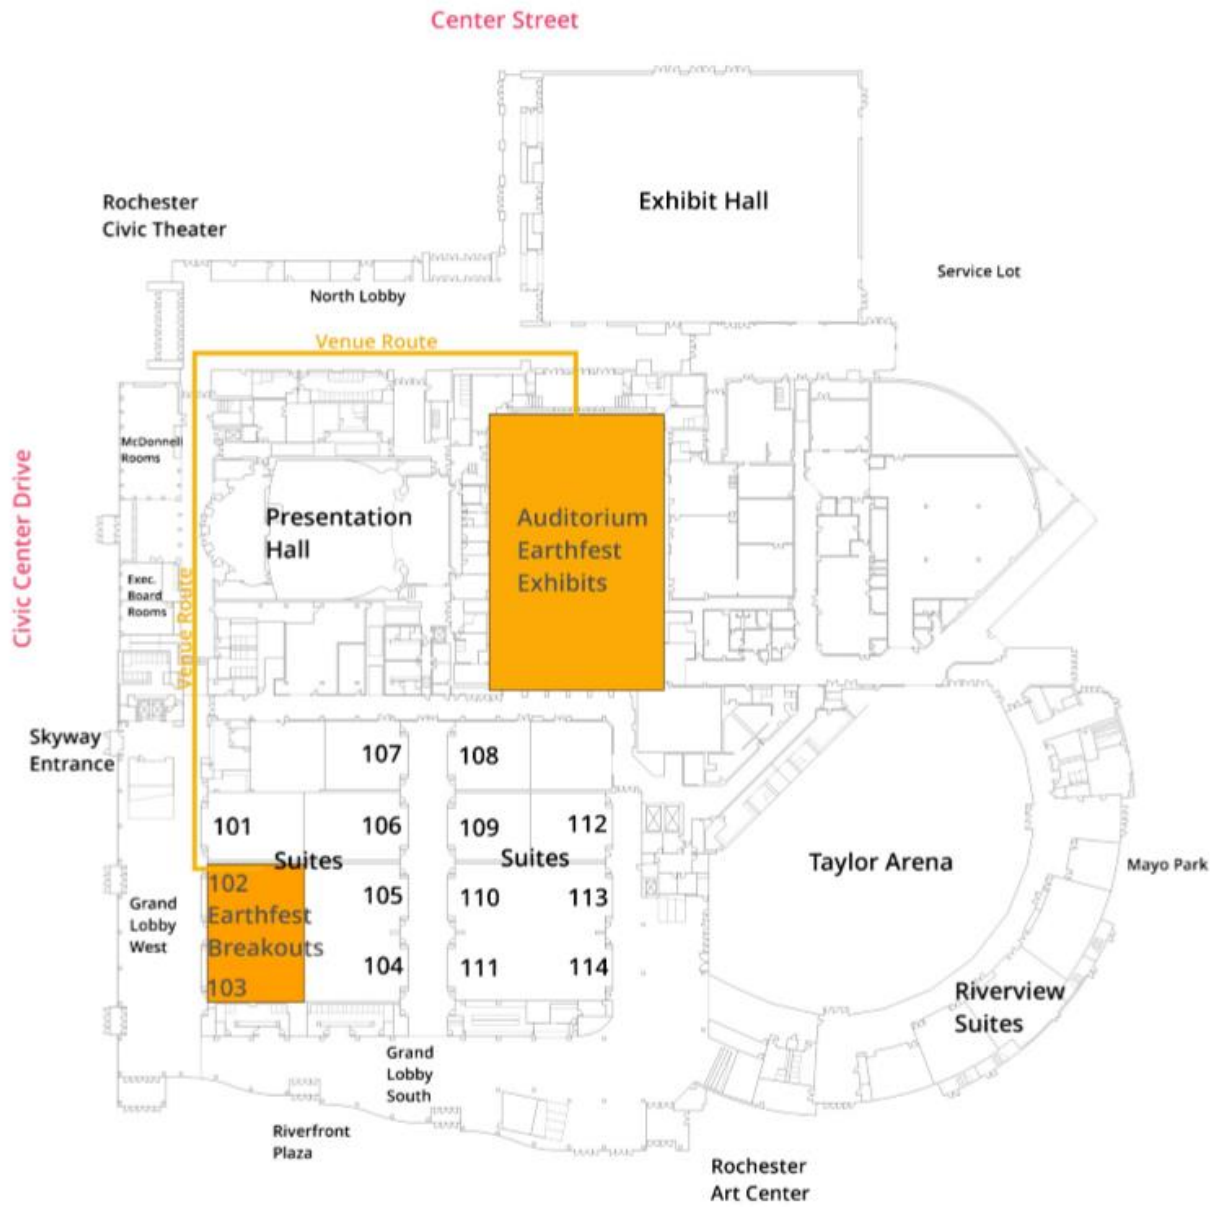 Center Street
Exhibit Hall
Rochester
Civic Theater
Service Lot
North Lobby
Venue Route
McDonnell
Rooms
Civic Center Drive
Presentation
Hall
Auditorium
Earthfest
Exhibits
Exec.
Board
Rooms
Venue Route
Skyway
Entrance
107
108
101
106
109
112
Suites
Suites
Taylor Arena
Mayo Park
102
Earthfest
Breakouts
103
105
110
113
Grand
Lobby
West
104
111
114
Riverview
Suites
Grand
Lobby
South
Riverfront
Plaza
Rochester
Art Center